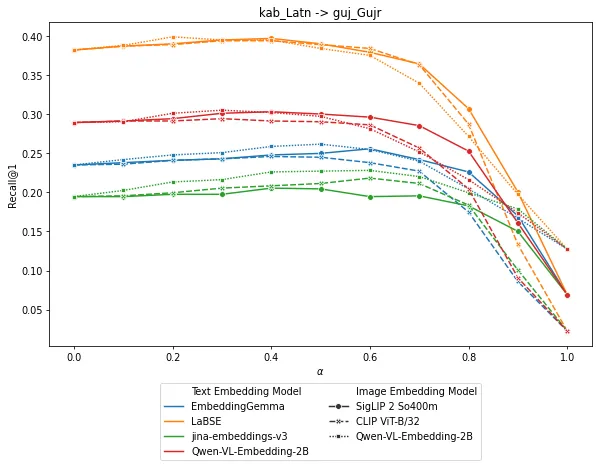 kab_Latn -> guj_Gujr
Recall@1
0.40
0.35
0.30
0.25
0.20
0.15
0.10
0.05
0.0
0.2
0.4
0.6
0.8
1.0
α
Text Embedding Model
EmbeddingGemma
LaBSE
jina-embeddings-v3
Qwen-VL-Embedding-2B
Image Embedding Model
SigLIP 2 So400m
CLIP ViT-B/32
Qwen-VL-Embedding-2B